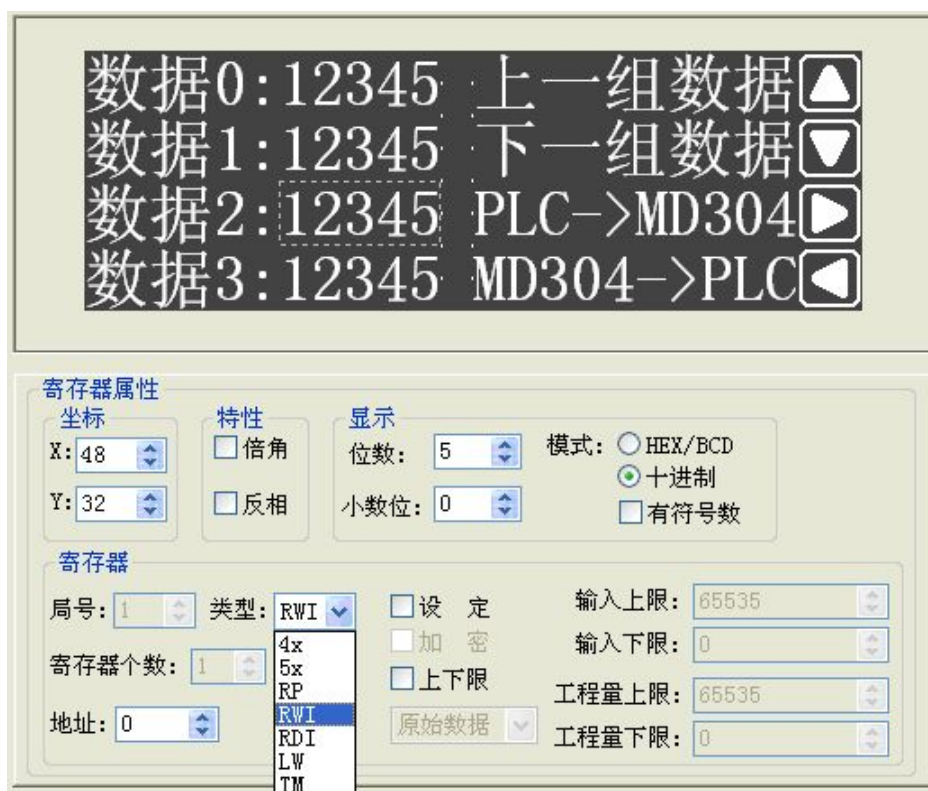 数据0:12345 上一组数据
数据1:12345 下一组数据
数据2:12345 PLC->MD304
数据3:12345 MD304->PLC
寄存器属性
坐标 特性 显示
X: 48 倍角 位数: 5 模式: HEX/BCD
十进制
Y: 32 反相 小数位: 0 有符号数
寄存器
局号: 1 类型: RWI 设 定 输入上限: 65535
4x 加 密 输入下限: 0
寄存器个数: 1 5x
RP 上下限 工程量上限: 65535
RWI
地址: 0 RDI 原始数据 工程量下限: 0
LW
TM